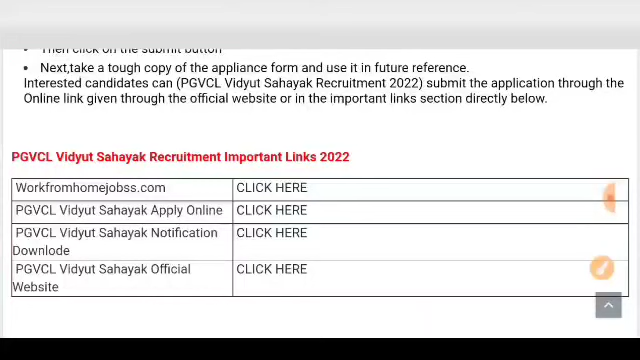 Then click on the submit button
Next,take a tough copy of the appliance form and use it in future reference.
Interested candidates can (PGVCL Vidyut Sahayak Recruitment 2022) submit the application through the
Online link given through the official website or in the important links section directly below.
PGVCL Vidyut Sahayak Recruitment Important Links 2022
Workfromhomejobss.com CLICK HERE
PGVCL Vidyut Sahayak Apply Online CLICK HERE
PGVCL Vidyut Sahayak Notification CLICK HERE
Downlode
PGVCL Vidyut Sahayak Official CLICK HERE
Website